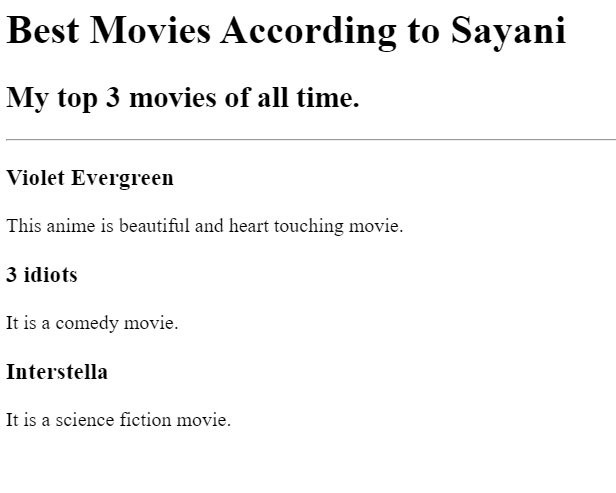 Best Movies According to Sayani
My top 3 movies of all time.
Violet Evergreen
This anime is beautiful and heart touching movie.
3 idiots
It is a comedy movie.
Interstella
It is a science fiction movie.